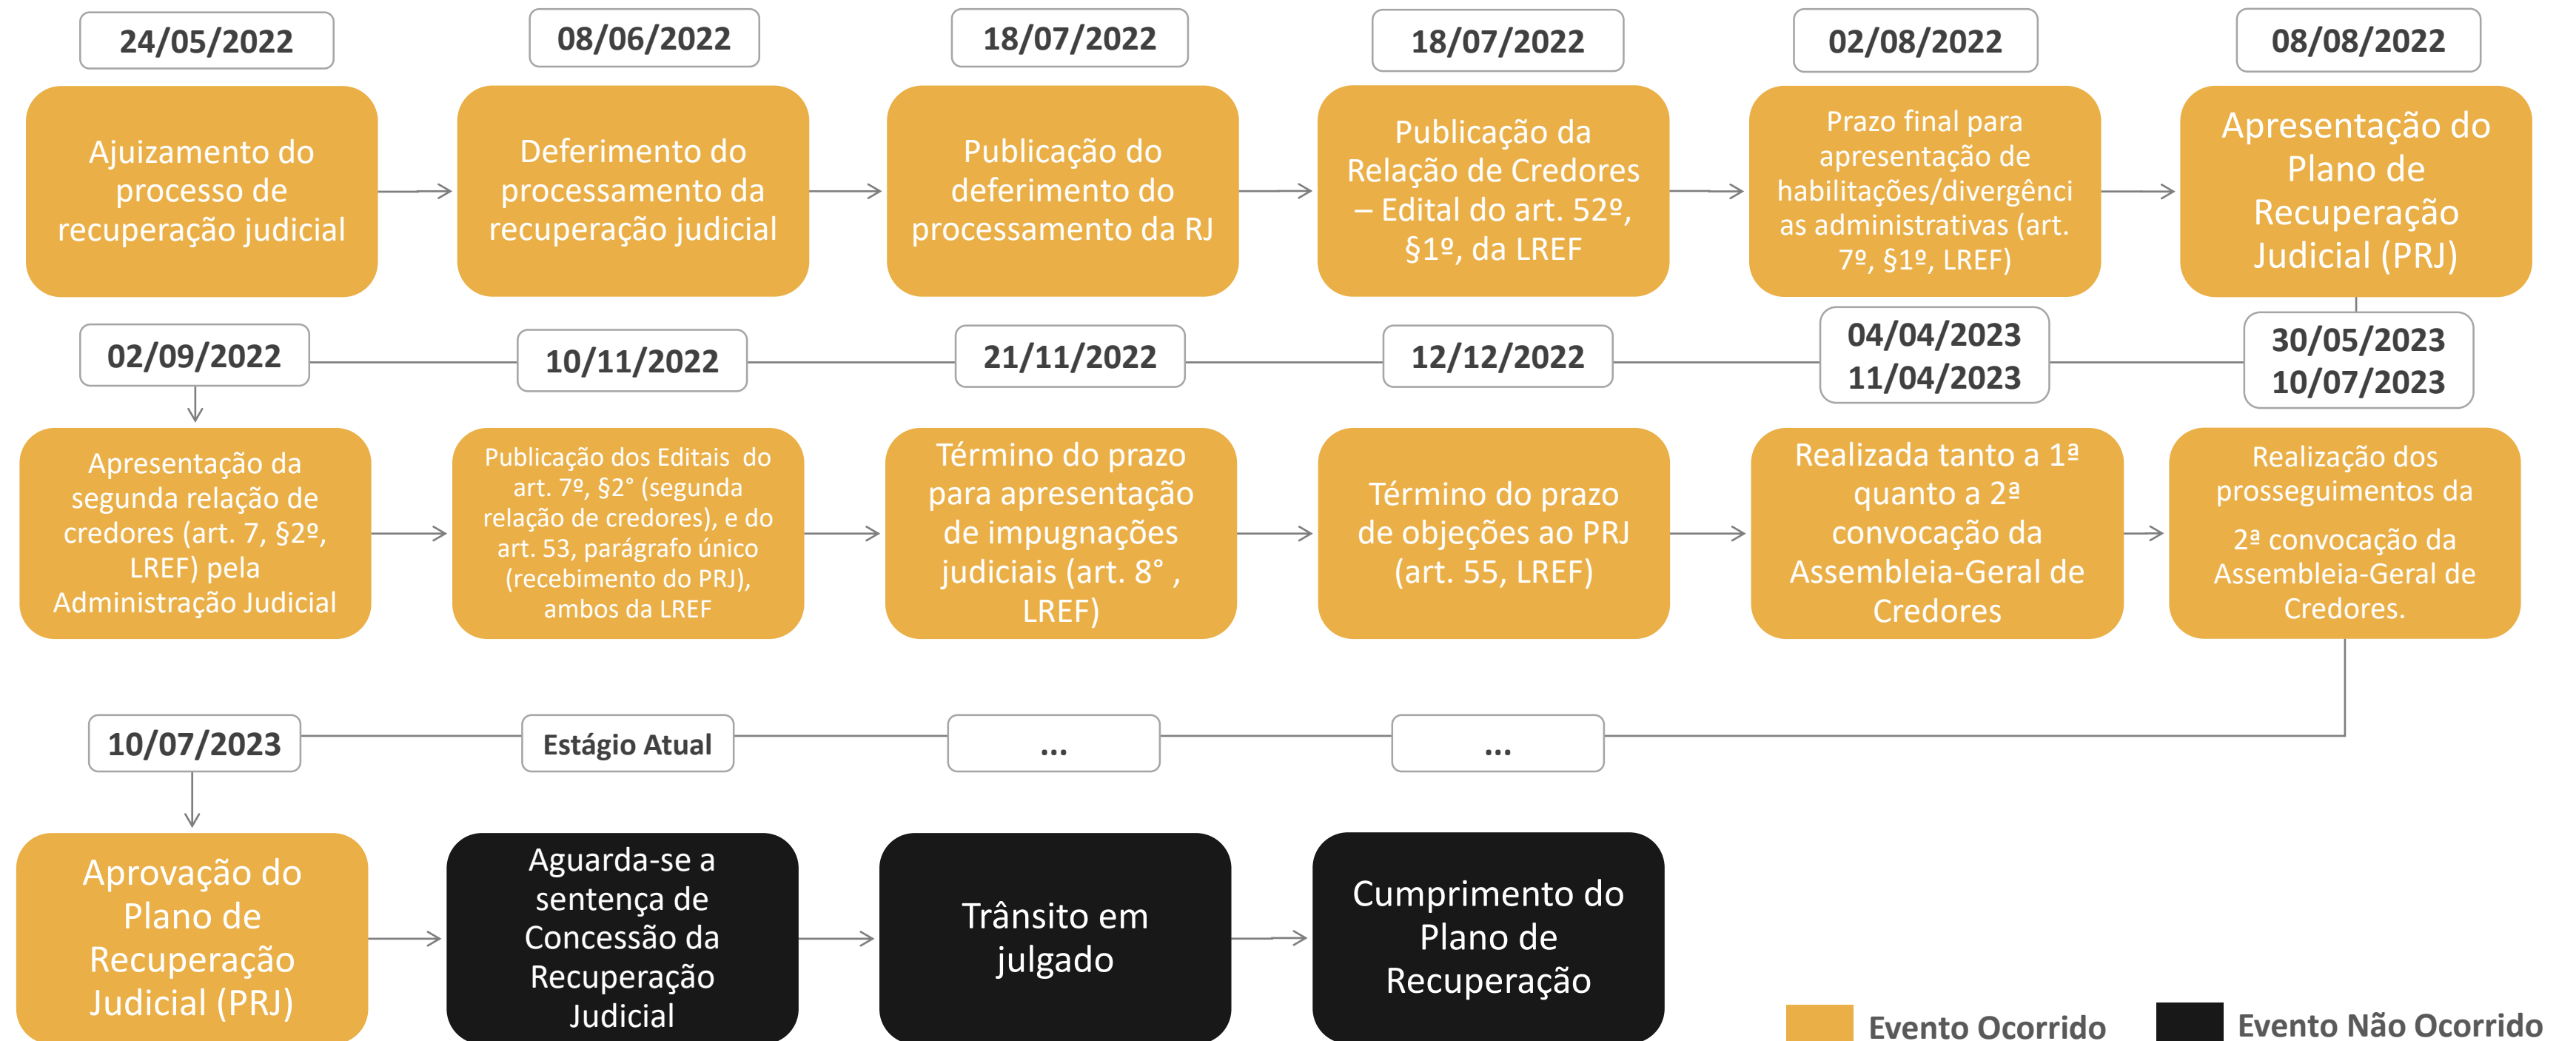 24/05/2022
08/06/2022
18/07/2022
18/07/2022
02/08/2022
08/08/2022
Ajuizamento do
processo de
recuperação judicial
Deferimento do
processamento da
recuperação judicial
Publicação do
deferimento do
processamento da RJ
Publicação da
Relação de Credores
– Edital do art. 52º,
§1º, da LREF
Prazo final para
apresentação de
habilitações/divergênci
as administrativas (art.
7º, §1º, LREF)
Apresentação do
Plano de
Recuperação
Judicial (PRJ)
02/09/2022
10/11/2022
21/11/2022
12/12/2022
04/04/2023
11/04/2023
30/05/2023
10/07/2023
Apresentação da
segunda relação de
credores (art. 7, §2º,
LREF) pela
Administração Judicial
Publicação dos Editais do
art. 7º, §2° (segunda
relação de credores), e do
art. 53, parágrafo único
(recebimento do PRJ),
ambos da LREF
Término do prazo
para apresentação
de impugnações
judiciais (art. 8° ,
LREF)
Término do prazo
de objeções ao PRJ
(art. 55, LREF)
Realizada tanto a 1ª
quanto a 2ª
convocação da
Assembleia-Geral de
Credores
Realização dos
prosseguimentos da
2ª convocação da
Assembleia-Geral de
Credores.
10/07/2023
Estágio Atual
...
...
Aprovação do
Plano de
Recuperação
Judicial (PRJ)
Aguarda-se a
sentença de
Concessão da
Recuperação
Judicial
Trânsito em
julgado
Cumprimento do
Plano de
Recuperação
Evento Ocorrido
Evento Não Ocorrido